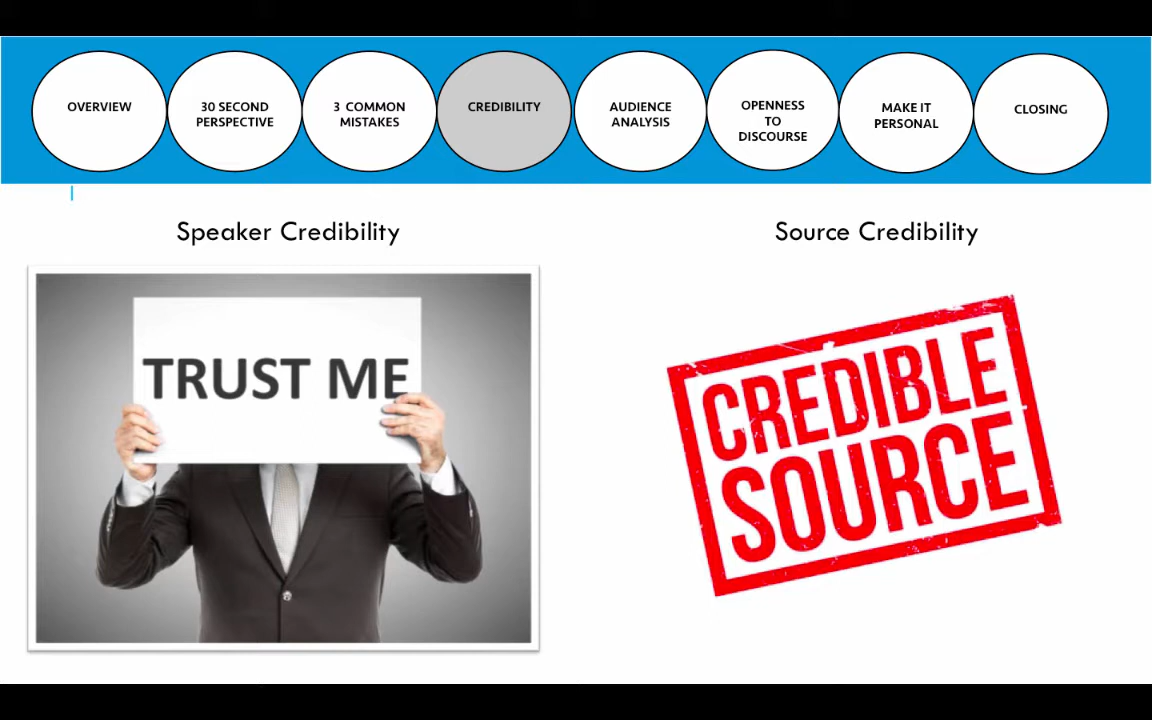 OVERVIEW
30 SECOND
PERSPECTIVE
3 COMMON
MISTAKES
CREDIBILITY
AUDIENCE
ANALYSIS
OPENNESS
TO
DISCOURSE
MAKE IT
PERSONAL
CLOSING
Speaker Credibility
Source Credibility
TRUST ME
CREDIBLE
SOURCE